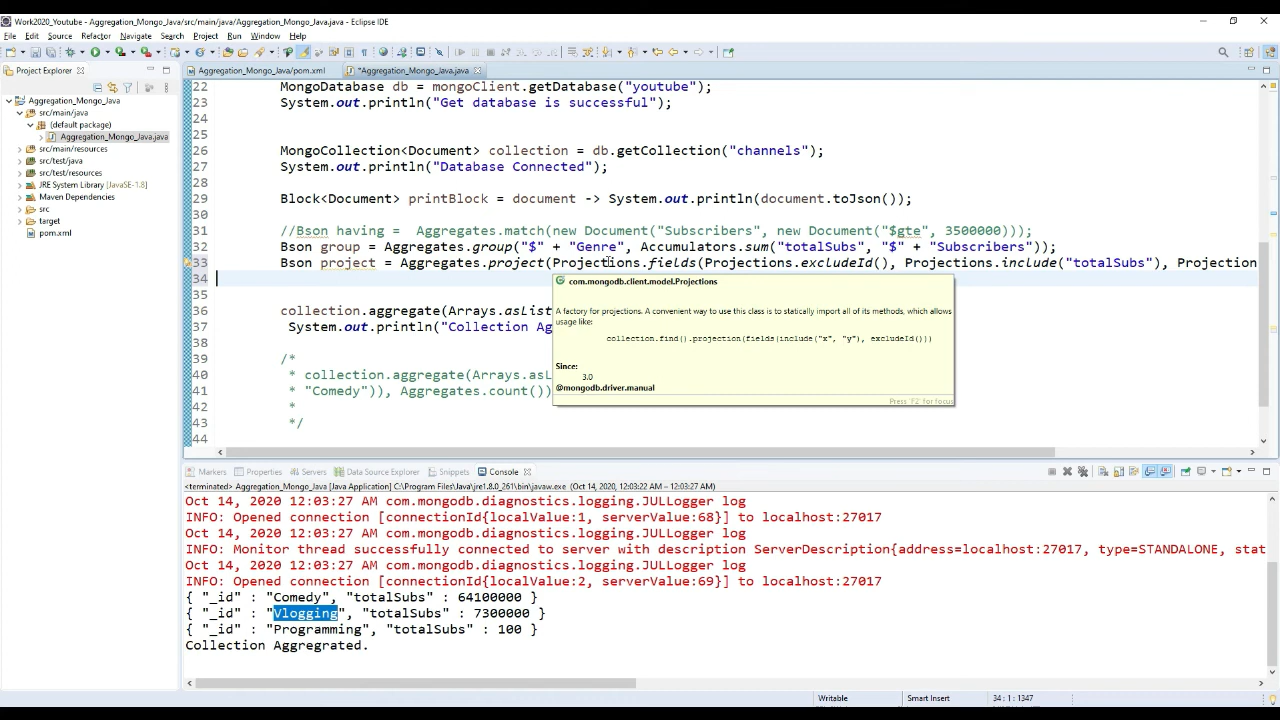 Work2020_Youtube - Aggregation_Mongo_Java/src/main/java/Aggregation_Mongo_Java.java - Eclipse IDE
File Edit Source Refactor Navigate Search Project Run Window Help
Project Explorer
Aggregation_Mongo_Java/pom.xml
*Aggregation_Mongo_Java.java
Aggregation_Mongo_Java
src/main/java
(default package)
Aggregation_Mongo_Java.java
src/main/resources
src/test/java
src/test/resources
JRE System Library [JavaSE-1.8]
Maven Dependencies
src
target
pom.xml
22 MongoDatabase db = mongoClient.getDatabase("youtube");
23 System.out.println("Get database is successful");
24
25
26 MongoCollection<Document> collection = db.getCollection("channels");
27 System.out.println("Database Connected");
28
29 Block<Document> printBlock = document -> System.out.println(document.toJson());
30
31 //Bson having = Aggregates.match(new Document("Subscribers", new Document("$gte", 3500000)));
32 Bson group = Aggregates.group("$" + "Genre", Accumulators.sum("totalSubs", "$" + "Subscribers"));
33 Bson project = Aggregates.project(Projections.fields(Projections.excludeId(), Projections.include("totalSubs"), Projection
34
35
36 collection.aggregate(Arrays.asList
37 System.out.println("Collection Ag
38
39 /*
40 * collection.aggregate(Arrays.asL
41 * "Comedy")), Aggregates.count())
42 *
43 */
44
com.mongodb.client.model.Projections
A factory for projections. A convenient way to use this class is to statically import all of its methods, which allows
usage like:
collection.find().projection(fields(include("x", "y"), excludeId()))
Since:
3.0
@mongodb.driver.manual
Press 'F2' for focus
Markers Properties Servers Data Source Explorer Snippets Console
<terminated> Aggregation_Mongo_Java [Java Application] C:\Program Files\Java\jre1.8.0_261\bin\javaw.exe (Oct 14, 2020 12:03:22 AM – 12:03:27 AM)
Oct 14, 2020 12:03:27 AM com.mongodb.diagnostics.logging.JULLogger log
INFO: Opened connection [connectionId{localValue:1, serverValue:68}] to localhost:27017
Oct 14, 2020 12:03:27 AM com.mongodb.diagnostics.logging.JULLogger log
INFO: Monitor thread successfully connected to server with description ServerDescription{address=localhost:27017, type=STANDALONE, stat
Oct 14, 2020 12:03:27 AM com.mongodb.diagnostics.logging.JULLogger log
INFO: Opened connection [connectionId{localValue:2, serverValue:69}] to localhost:27017
{ "_id" : "Comedy", "totalSubs" : 64100000 }
{ "_id" : "Vlogging", "totalSubs" : 7300000 }
{ "_id" : "Programming", "totalSubs" : 100 }
Collection Aggregrated.
Writable Smart Insert 34 : 1 : 1347